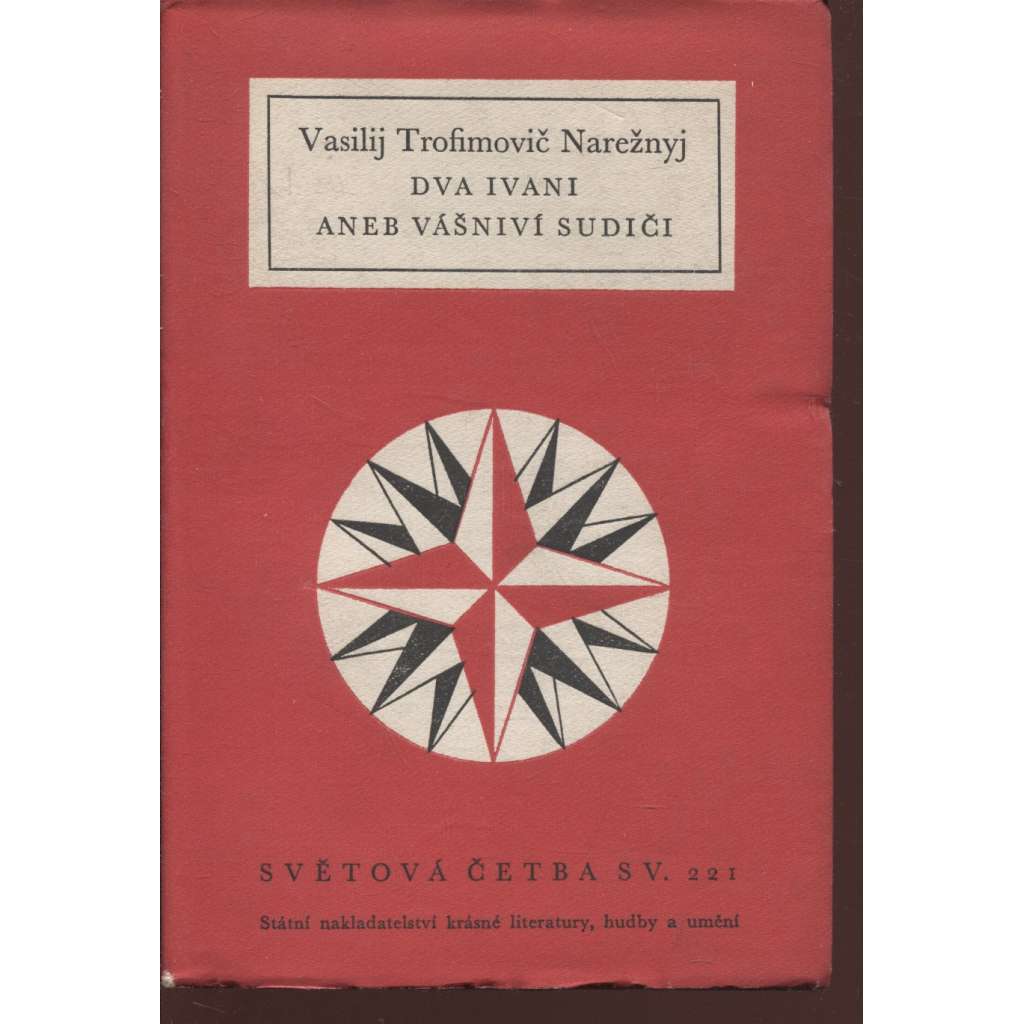 Vasilij Trofimovič Narežnyj
DVA IVANI
ANEB VÁŠNIVÍ SUDIČI
SVĚTOVÁ ČETBA SV. 221
Státní nakladatelství krásné literatury, hudby a umění